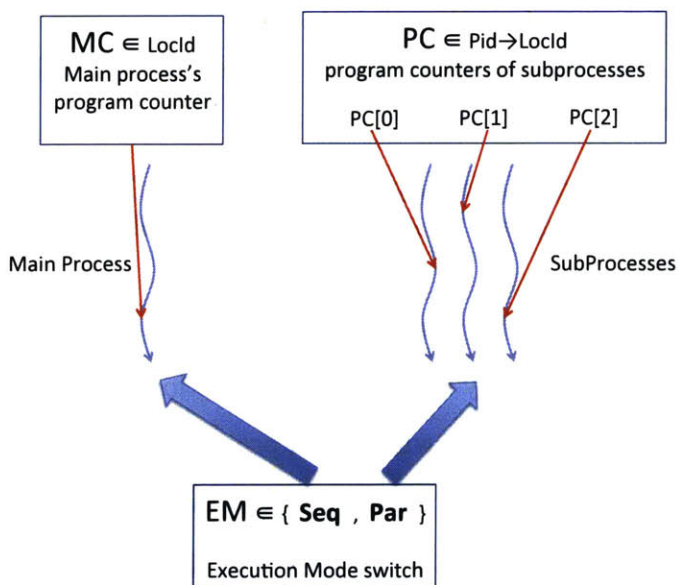 MC ∈ LocId
Main process's
program counter
PC ∈ Pid→LocId
program counters of subprocesses
PC[0] PC[1] PC[2]
Main Process
SubProcesses
EM ∈ { Seq , Par }
Execution Mode switch